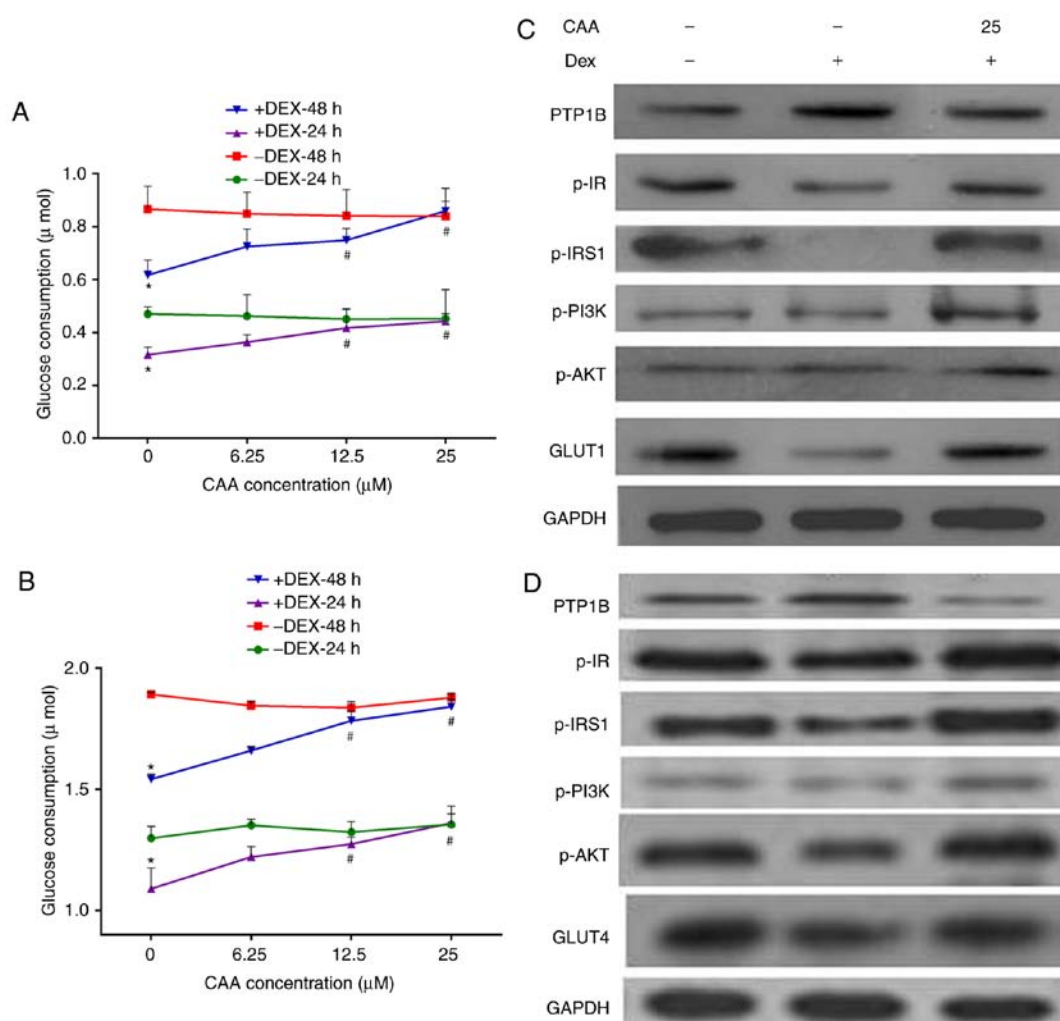 A
+DEX-48 h
+DEX-24 h
−DEX-48 h
−DEX-24 h
Glucose consumption (μ mol)
1.0
0.8
0.6
0.4
0.2
0.0
*
*
#
#
#
#
0 6.25 12.5 25
CAA concentration (μM)
B
+DEX-48 h
+DEX-24 h
−DEX-48 h
−DEX-24 h
Glucose consumption (μ mol)
2.0
1.5
1.0
*
*
#
#
#
#
0 6.25 12.5 25
CAA concentration (μM)
C
CAA − − 25
Dex − + +
PTP1B
p-IR
p-IRS1
p-PI3K
p-AKT
GLUT1
GAPDH
D
PTP1B
p-IR
p-IRS1
p-PI3K
p-AKT
GLUT4
GAPDH